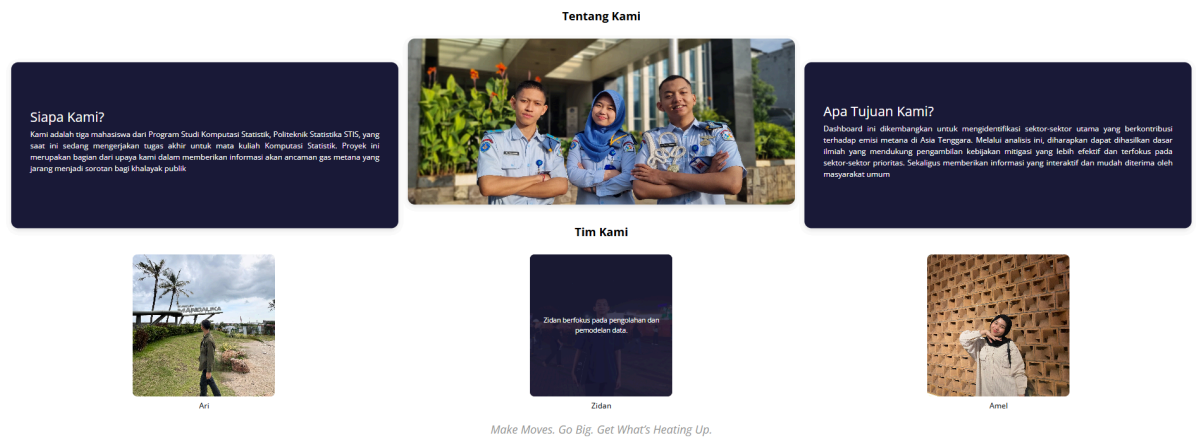 Tentang Kami
Siapa Kami?
Kami adalah tiga mahasiswa dari Program Studi Komputasi Statistik, Politeknik Statistika STIS, yang
saat ini sedang mengerjakan tugas akhir untuk mata kuliah Komputasi Statistik. Proyek ini
merupakan bagian dari upaya kami dalam memberikan informasi akan ancaman gas metana yang
jarang menjadi sorotan bagi khalayak publik
Apa Tujuan Kami?
Dashboard ini dikembangkan untuk mengidentifikasi sektor-sektor utama yang berkontribusi
terhadap emisi metana di Asia Tenggara. Melalui analisis ini, diharapkan dapat dihasilkan dasar
ilmiah yang mendukung pengambilan kebijakan mitigasi yang lebih efektif dan terfokus pada
sektor-sektor prioritas. Sekaligus memberikan informasi yang interaktif dan mudah diterima oleh
masyarakat umum
Tim Kami
MANDALIKA
Ari
Zidan berfokus pada pengolahan dan
pemodelan data.
Zidan
Amel
Make Moves. Go Big. Get What's Heating Up.